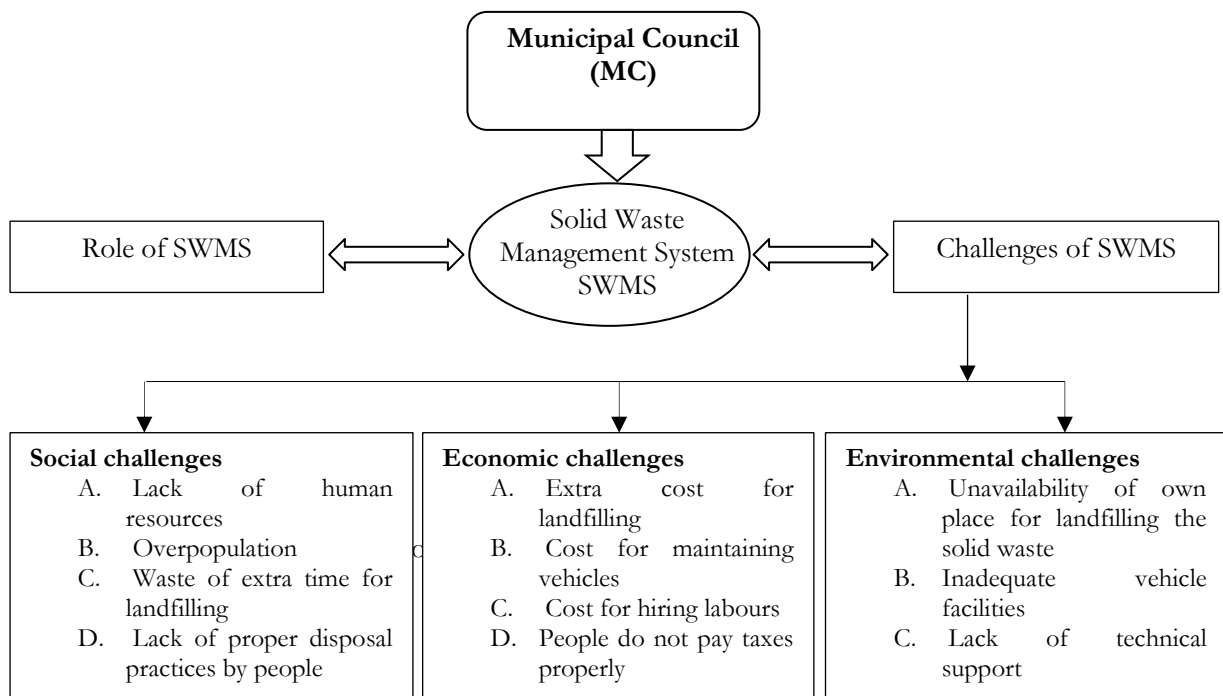 Municipal Council
(MC)
Solid Waste
Management System
SWMS
Role of SWMS
Challenges of SWMS
Social challenges
A. Lack of human
resources
B. Overpopulation
C. Waste of extra time for
landfilling
D. Lack of proper disposal
practices by people
Economic challenges
A. Extra cost for
landfilling
B. Cost for maintaining
vehicles
C. Cost for hiring labours
D. People do not pay taxes
properly
Environmental challenges
A. Unavailability of own
place for landfilling the
solid waste
B. Inadequate vehicle
facilities
C. Lack of technical
support